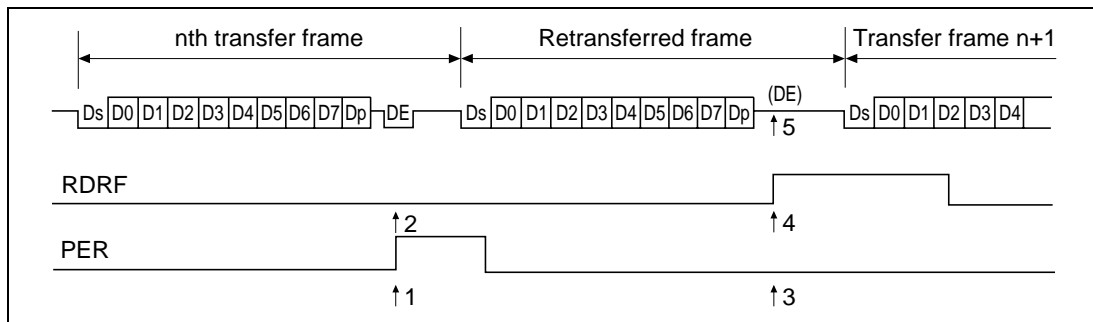 nth transfer frame Retransferred frame Transfer frame n+1
(DE)
Ds D0 D1 D2 D3 D4 D5 D6 D7 Dp DE Ds D0 D1 D2 D3 D4 D5 D6 D7 Dp Ds D0 D1 D2 D3 D4
5
RDRF
2 4
PER
1 3